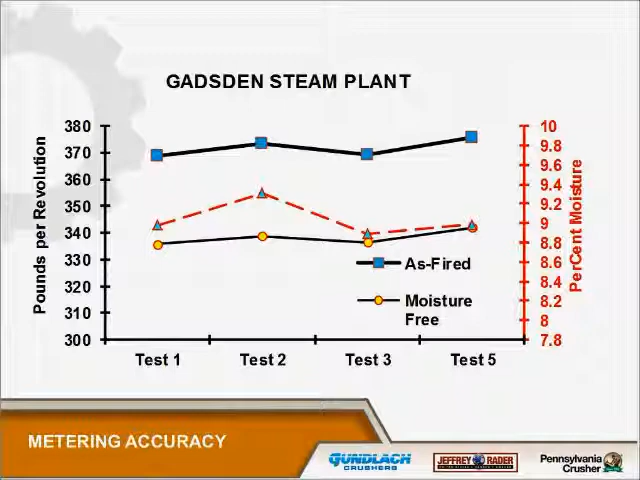 GADSDEN STEAM PLANT
380
370
360
350
340
330
320
310
300
Pounds per Revolution
10
9.8
9.6
9.4
9.2
9
8.8
8.6
8.4
8.2
8
7.8
PerCent Moisture
As-Fired
Moisture
Free
Test 1 Test 2 Test 3 Test 5
METERING ACCURACY
GUNDLACH
CRUSHERS
JEFFREY RADER
Pennsylvania
Crusher